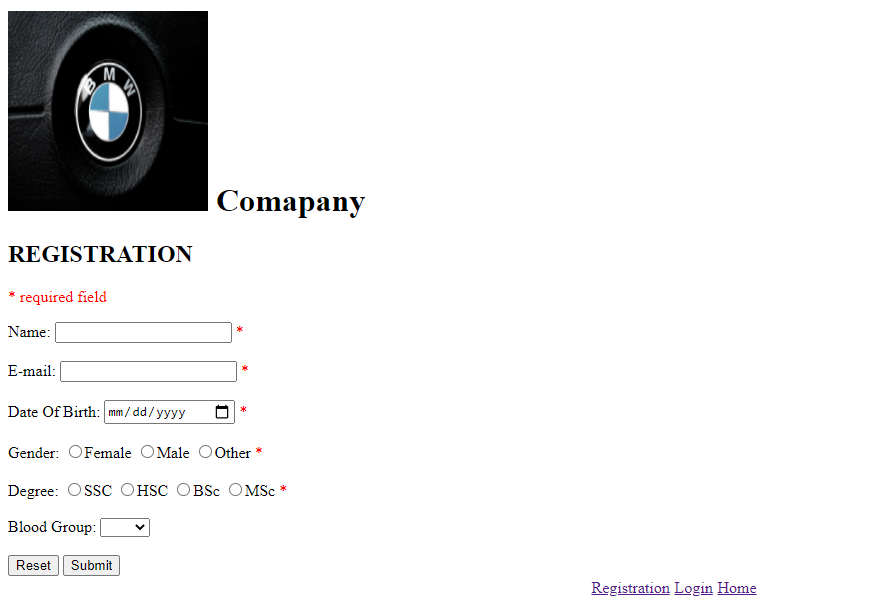 BMW
Comapany
REGISTRATION
* required field
Name: *
E-mail: *
Date Of Birth: mm/dd/yyyy *
Gender: Female Male Other *
Degree: SSC HSC BSc MSc *
Blood Group:
Reset Submit
Registration Login Home